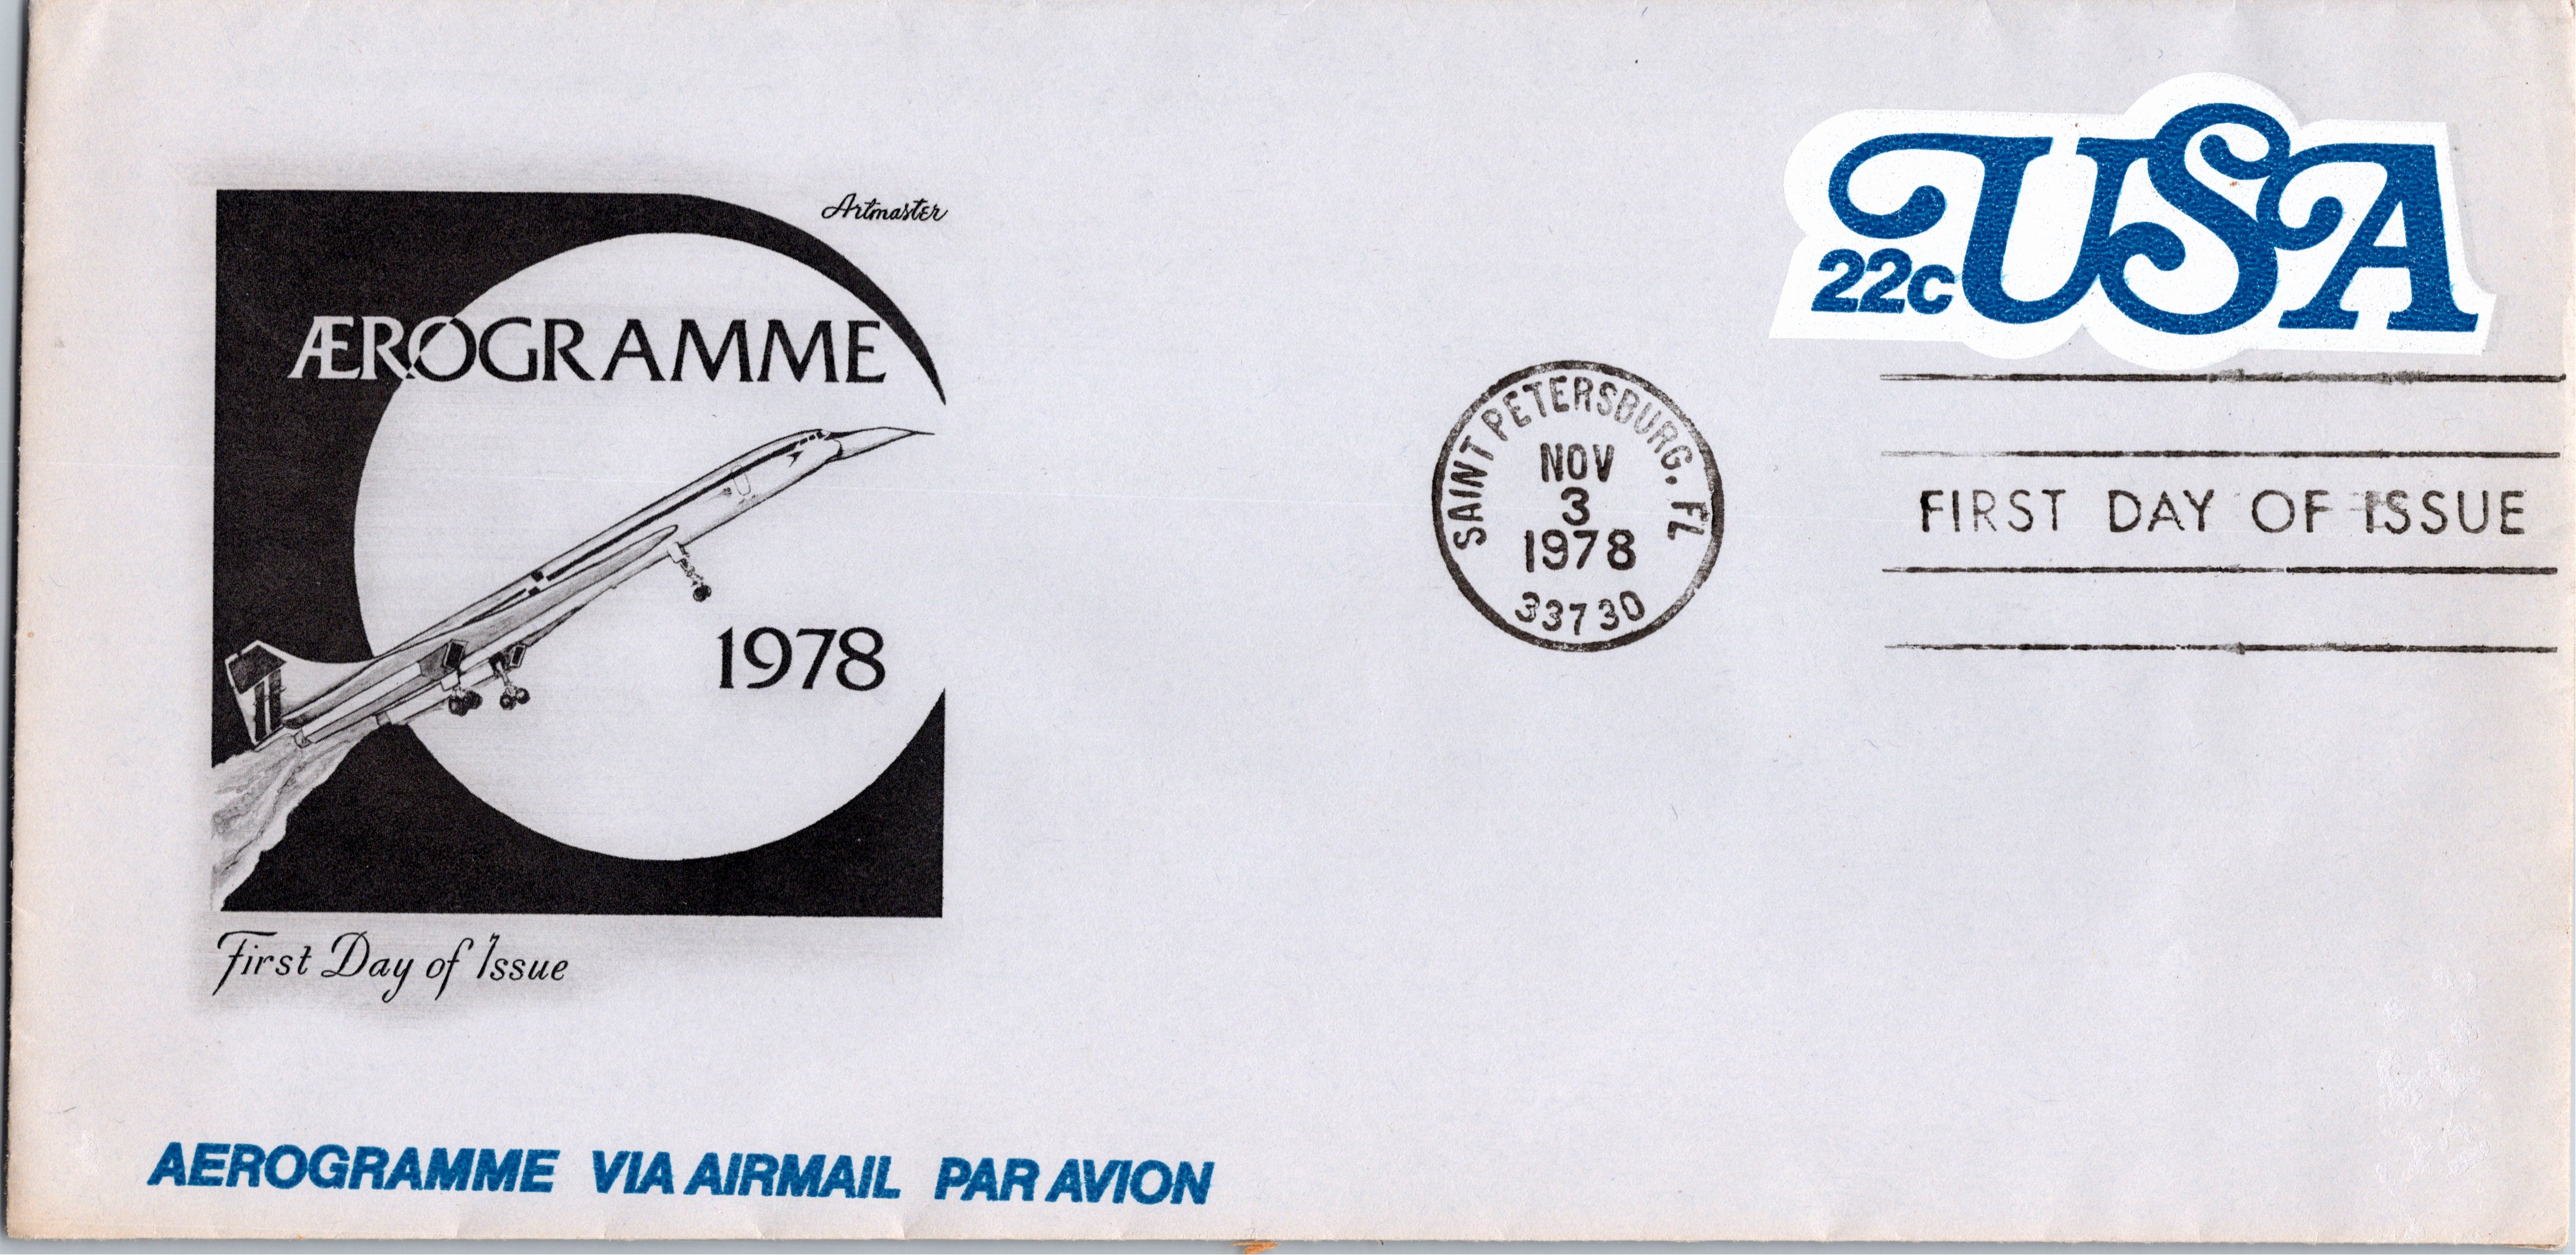 Artmaster
ÆROGRAMME
1978
First Day of Issue
USA
22c
SAINT PETERSBURG, FL
NOV
3
1978
33730
FIRST DAY OF ISSUE
AEROGRAMME VIA AIRMAIL PAR AVION